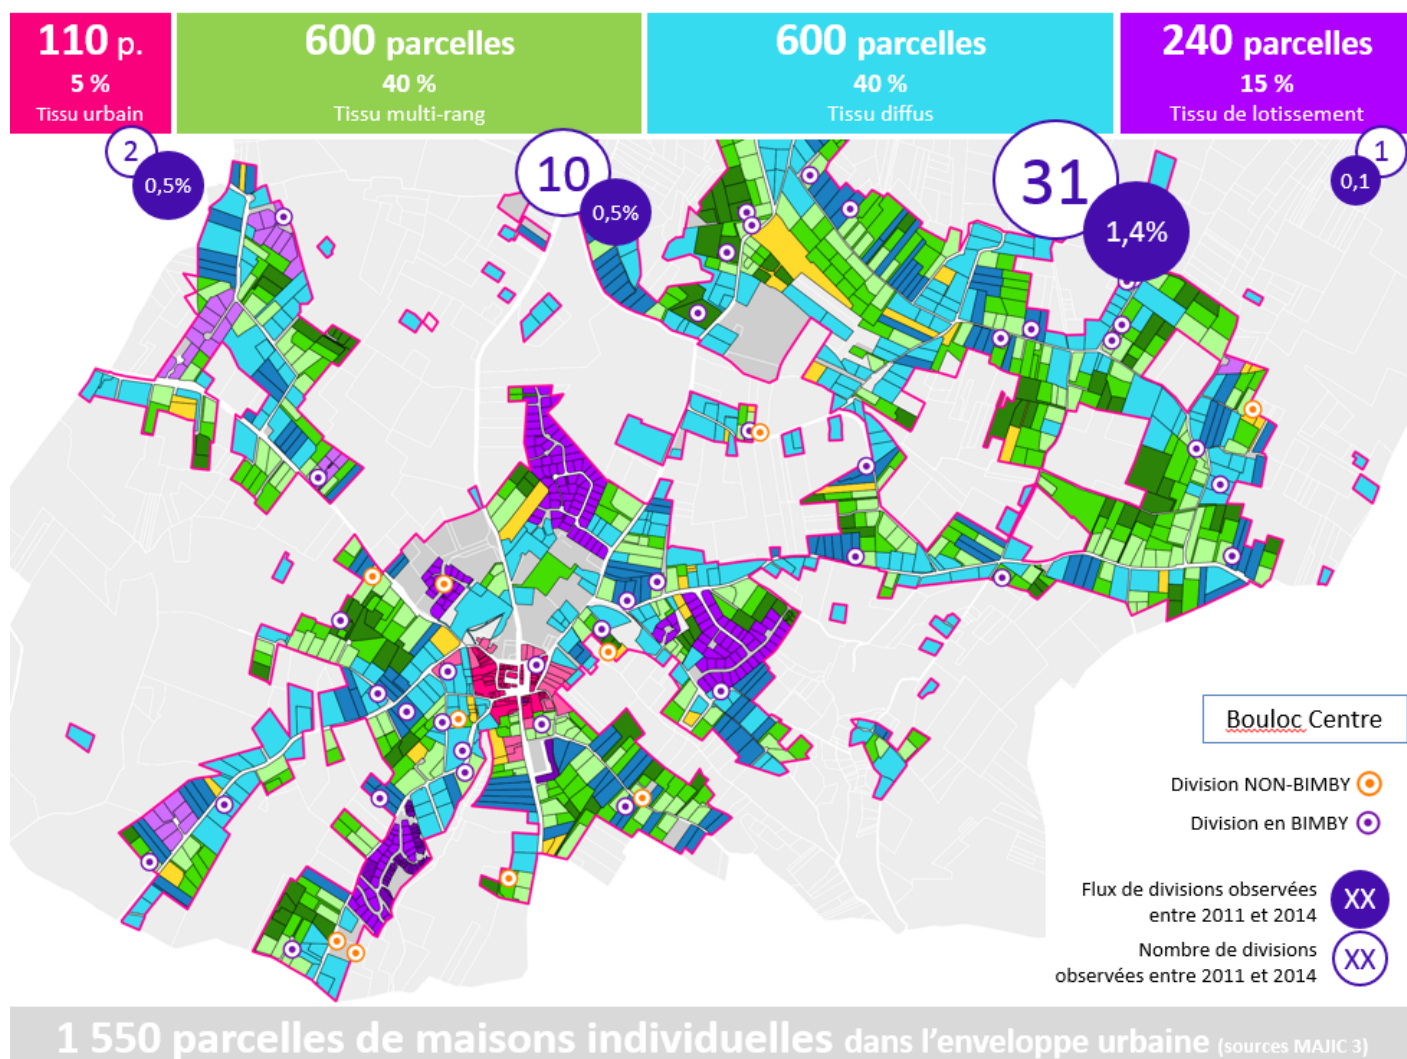 110 p.
5 %
Tissu urbain
600 parcelles
40 %
Tissu multi-rang
600 parcelles
40 %
Tissu diffus
240 parcelles
15 %
Tissu de lotissement
2
0,5%
10
0,5%
31
1,4%
1
0,1
Bouloc Centre
Division NON-BIMBY
Division en BIMBY
Flux de divisions observées
entre 2011 et 2014
XX
Nombre de divisions
observées entre 2011 et 2014
XX
1 550 parcelles de maisons individuelles dans l'enveloppe urbaine (sources MAJIC 3)